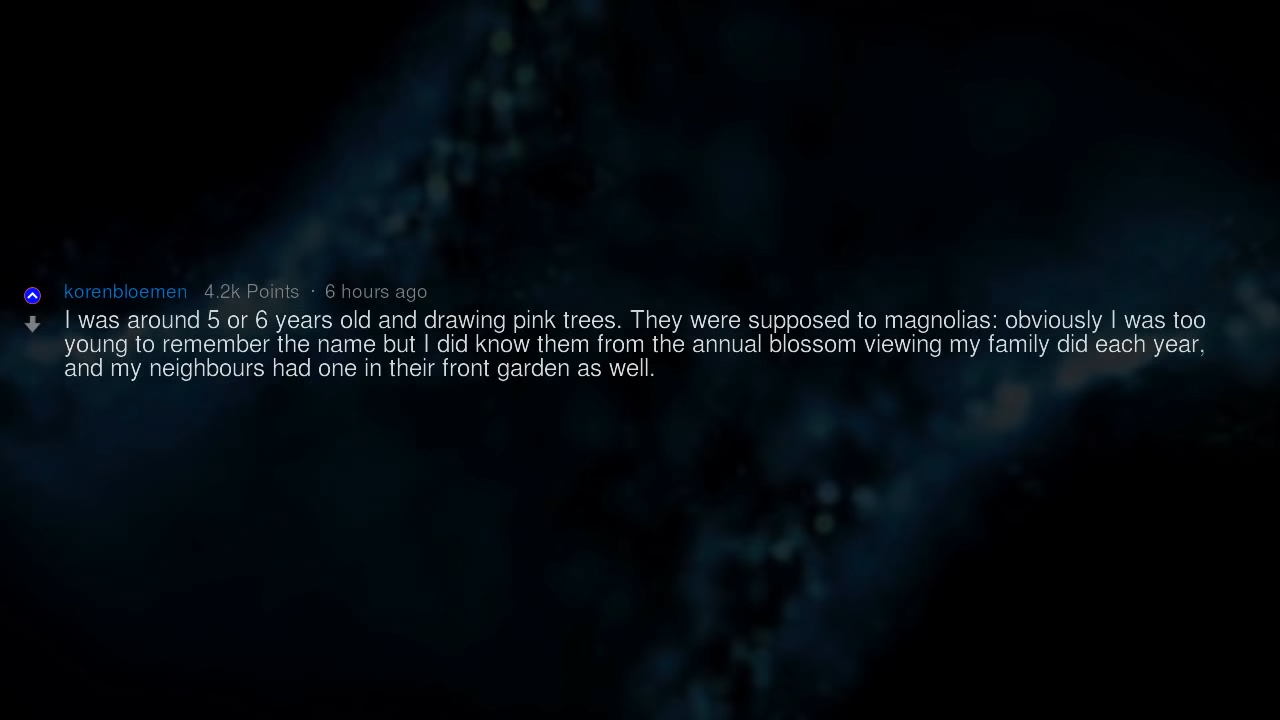 korenbloemen 4.2k Points · 6 hours ago
I was around 5 or 6 years old and drawing pink trees. They were supposed to magnolias: obviously I was too
young to remember the name but I did know them from the annual blossom viewing my family did each year,
and my neighbours had one in their front garden as well.